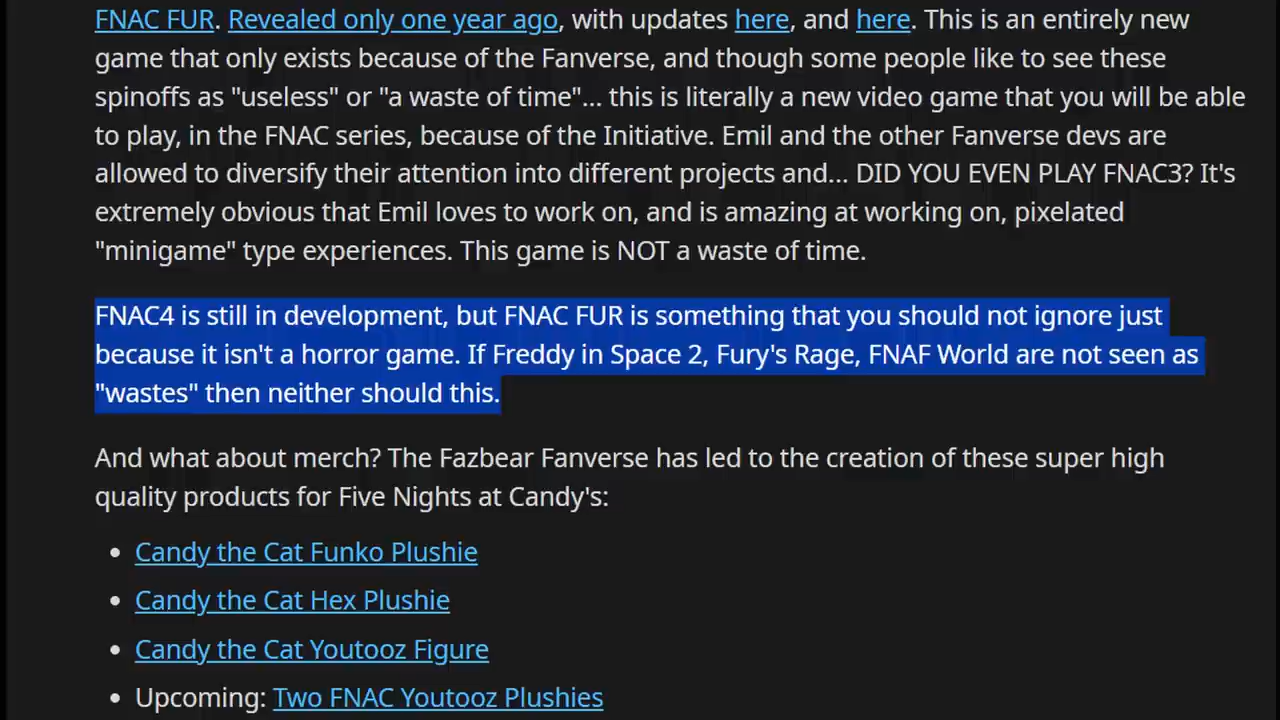 FNAC FUR. Revealed only one year ago, with updates here, and here. This is an entirely new
game that only exists because of the Fanverse, and though some people like to see these
spinoffs as "useless" or "a waste of time"... this is literally a new video game that you will be able
to play, in the FNAC series, because of the Initiative. Emil and the other Fanverse devs are
allowed to diversify their attention into different projects and... DID YOU EVEN PLAY FNAC3? It's
extremely obvious that Emil loves to work on, and is amazing at working on, pixelated
"minigame" type experiences. This game is NOT a waste of time.
FNAC4 is still in development, but FNAC FUR is something that you should not ignore just
because it isn't a horror game. If Freddy in Space 2, Fury's Rage, FNAF World are not seen as
"wastes" then neither should this.
And what about merch? The Fazbear Fanverse has led to the creation of these super high
quality products for Five Nights at Candy's:
• Candy the Cat Funko Plushie
• Candy the Cat Hex Plushie
• Candy the Cat Youtooz Figure
• Upcoming: Two FNAC Youtooz Plushies